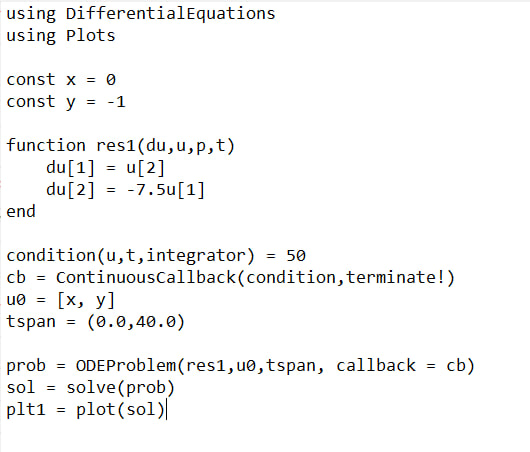 using DifferentialEquations
using Plots
const x = 0
const y = -1
function res1(du,u,p,t)
    du[1] = u[2]
    du[2] = -7.5u[1]
end
condition(u,t,integrator) = 50
cb = ContinuousCallback(condition,terminate!)
u0 = [x, y]
tspan = (0.0,40.0)
prob = ODEProblem(res1,u0,tspan, callback = cb)
sol = solve(prob)
plt1 = plot(sol)